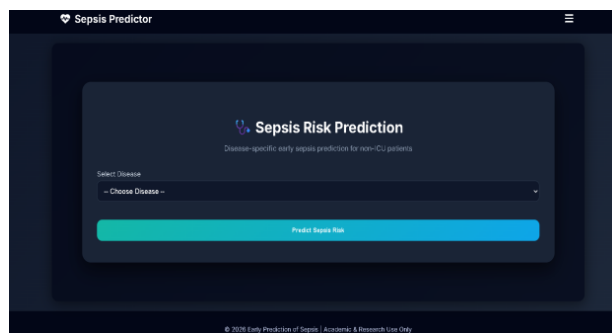 Sepsis Predictor
Sepsis Risk Prediction
Disease-specific early sepsis prediction for non-ICU patients
Select Disease
-- Choose Disease --
Predict Sepsis Risk
© 2026 Early Prediction of Sepsis | Academic & Research Use Only